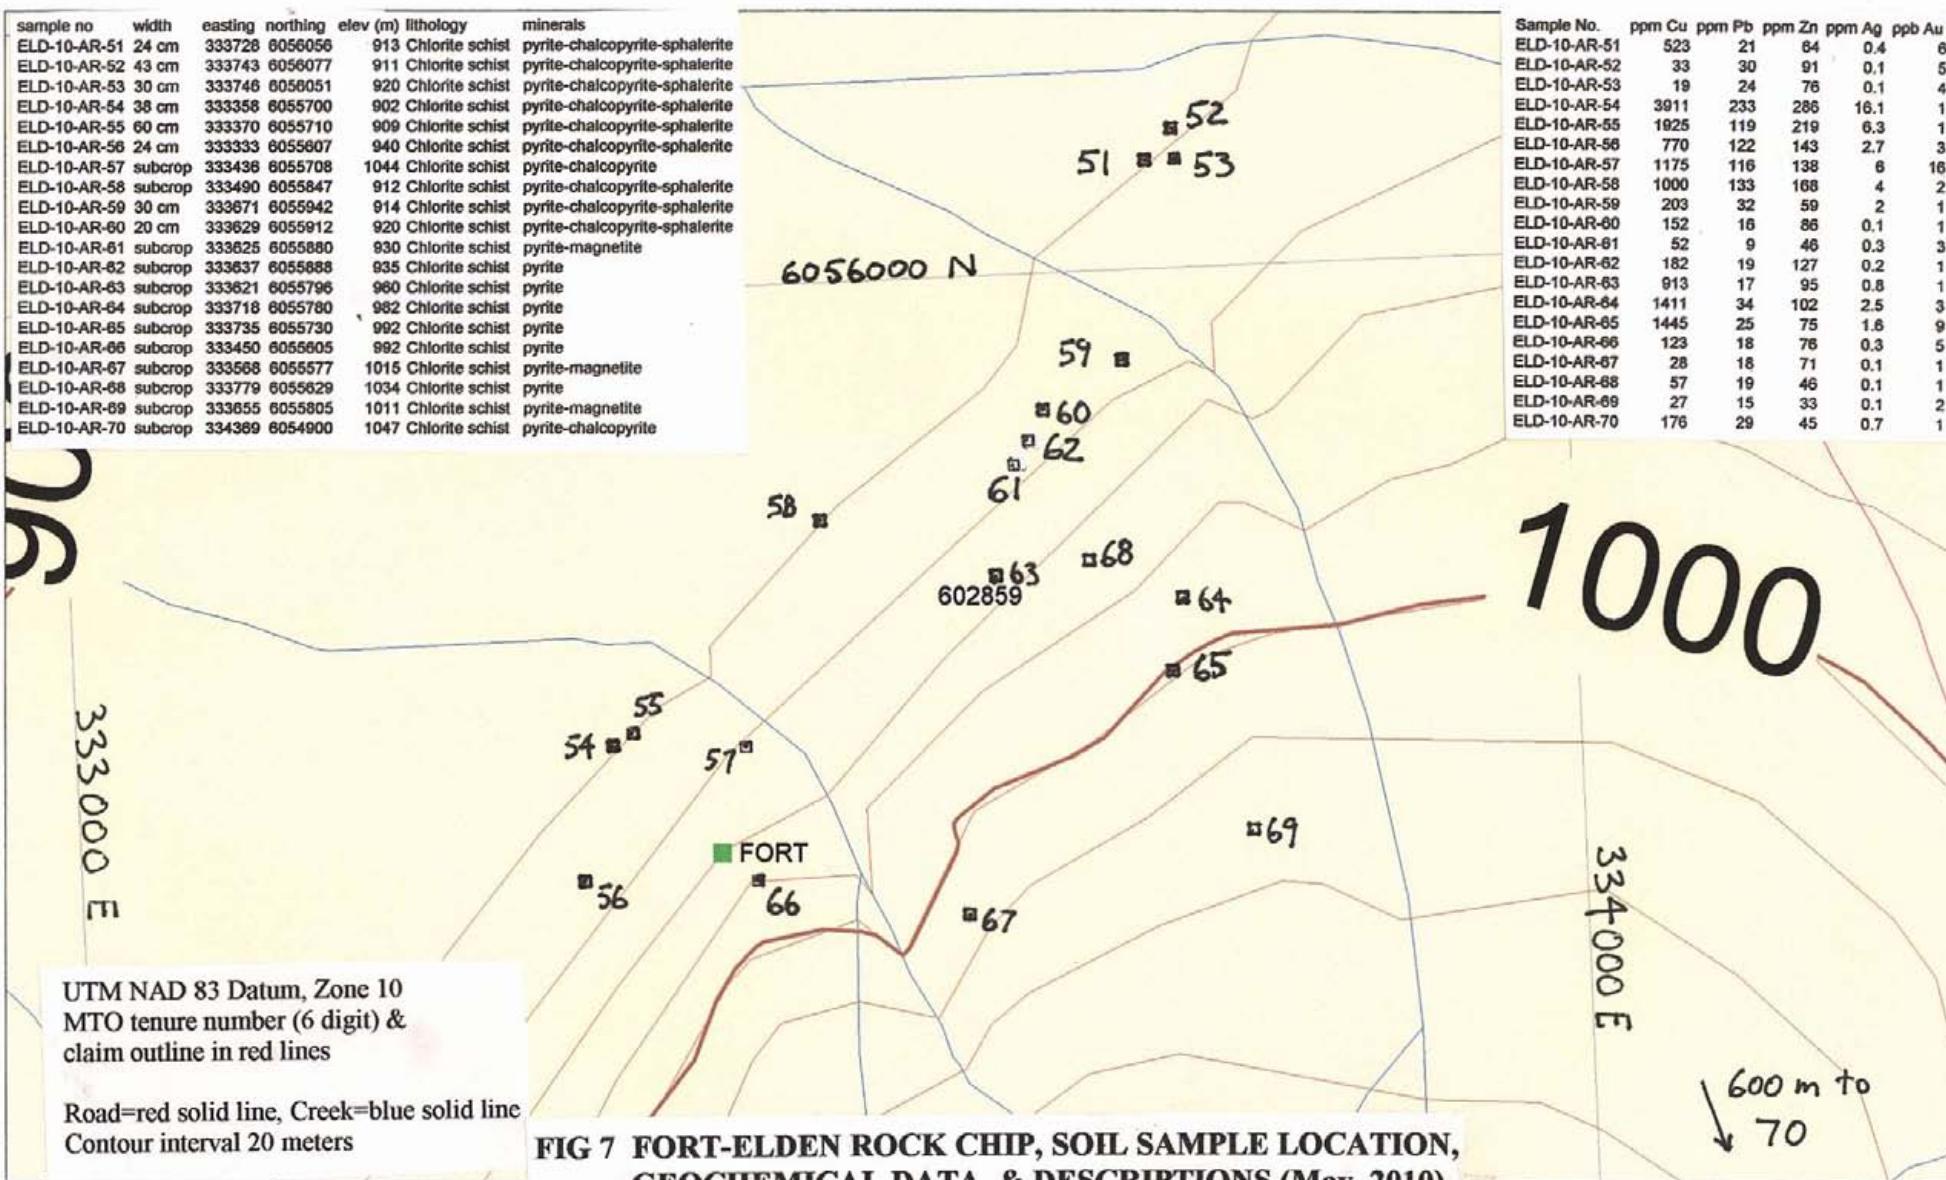 sample no width easting northing elev (m) lithology minerals
ELD-10-AR-51 24 cm 333728 6056056 913 Chlorite schist pyrite-chalcopyrite-sphalerite
ELD-10-AR-52 43 cm 333743 6056077 911 Chlorite schist pyrite-chalcopyrite-sphalerite
ELD-10-AR-53 30 cm 333746 6056051 920 Chlorite schist pyrite-chalcopyrite-sphalerite
ELD-10-AR-54 38 cm 333358 6055700 902 Chlorite schist pyrite-chalcopyrite-sphalerite
ELD-10-AR-55 60 cm 333370 6055710 909 Chlorite schist pyrite-chalcopyrite-sphalerite
ELD-10-AR-56 24 cm 333333 6055607 940 Chlorite schist pyrite-chalcopyrite-sphalerite
ELD-10-AR-57 subcrop 333436 6055708 1044 Chlorite schist pyrite-chalcopyrite
ELD-10-AR-58 subcrop 333490 6055847 912 Chlorite schist pyrite-chalcopyrite-sphalerite
ELD-10-AR-59 30 cm 333671 6055942 914 Chlorite schist pyrite-chalcopyrite-sphalerite
ELD-10-AR-60 20 cm 333629 6055912 920 Chlorite schist pyrite-chalcopyrite-sphalerite
ELD-10-AR-61 subcrop 333625 6055880 930 Chlorite schist pyrite-magnetite
ELD-10-AR-62 subcrop 333637 6055888 935 Chlorite schist pyrite
ELD-10-AR-63 subcrop 333621 6055796 960 Chlorite schist pyrite
ELD-10-AR-64 subcrop 333718 6055780 982 Chlorite schist pyrite
ELD-10-AR-65 subcrop 333735 6055730 992 Chlorite schist pyrite
ELD-10-AR-66 subcrop 333450 6055605 992 Chlorite schist pyrite
ELD-10-AR-67 subcrop 333568 6055577 1015 Chlorite schist pyrite-magnetite
ELD-10-AR-68 subcrop 333779 6055629 1034 Chlorite schist pyrite
ELD-10-AR-69 subcrop 333655 6055805 1011 Chlorite schist pyrite-magnetite
ELD-10-AR-70 subcrop 334369 6054900 1047 Chlorite schist pyrite-chalcopyrite
Sample No. ppm Cu ppm Pb ppm Zn ppm Ag ppb Au
ELD-10-AR-51 523 21 64 0.4 6
ELD-10-AR-52 33 30 91 0.1 5
ELD-10-AR-53 19 24 76 0.1 4
ELD-10-AR-54 3911 233 286 16.1 1
ELD-10-AR-55 1925 119 219 6.3 1
ELD-10-AR-56 770 122 143 2.7 3
ELD-10-AR-57 1175 116 138 6 16
ELD-10-AR-58 1000 133 168 4 2
ELD-10-AR-59 203 32 59 2 1
ELD-10-AR-60 152 16 86 0.1 1
ELD-10-AR-61 52 9 46 0.3 3
ELD-10-AR-62 182 19 127 0.2 1
ELD-10-AR-63 913 17 95 0.8 1
ELD-10-AR-64 1411 34 102 2.5 3
ELD-10-AR-65 1445 25 75 1.6 9
ELD-10-AR-66 123 18 76 0.3 5
ELD-10-AR-67 28 18 71 0.1 1
ELD-10-AR-68 57 19 46 0.1 1
ELD-10-AR-69 27 15 33 0.1 2
ELD-10-AR-70 176 29 45 0.7 1
52
51 53
6056000 N
59
60
62
61
58
68
63
602859
64
1000
65
55
54
57
333000 E
69
FORT
56
66
67
334000 E
UTM NAD 83 Datum, Zone 10
MTO tenure number (6 digit) &
claim outline in red lines
Road=red solid line, Creek=blue solid line
Contour interval 20 meters
600 m to
70
FIG 7 FORT-ELDEN ROCK CHIP, SOIL SAMPLE LOCATION,
GEOCHEMICAL DATA, & DESCRIPTIONS (May, 2010)